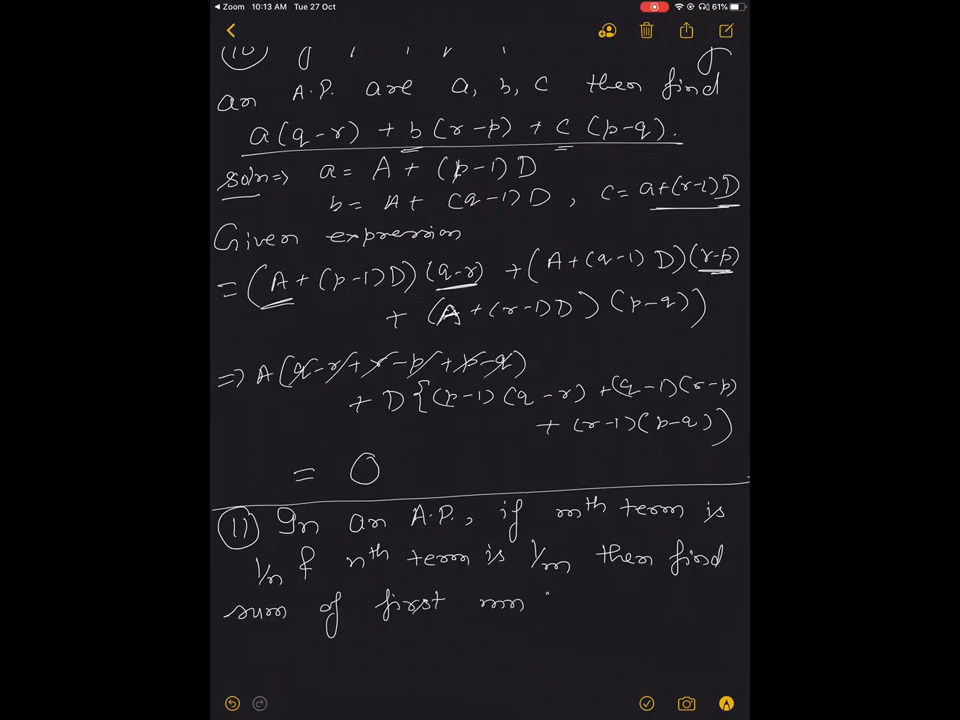 Zoom 10:13 AM Tue 27 Oct 61%
(10)
an A.P. are a, b, c then find
a(q-r) + b(r-p) + c(p-q).
soln=> a = A + (p-1)D
b = A + (q-1)D, c = a+(r-1)D
Given expression
= (A + (p-1)D)(q-r) + (A+(q-1)D)(r-p)
+ (A+(r-1)D)(p-q))
=> A(q-r+r-p+p-q)
+ D{(p-1)(q-r) + (q-1)(r-p)
+ (r-1)(p-q))
= 0
(11) In an A.P., if mth term is
1/n & nth term is 1/m then find
sum of first mn